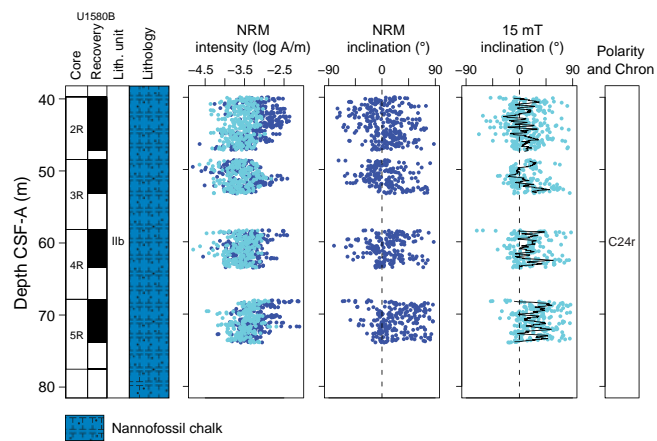 U1580B
Core
Recovery
Lith. unit
Lithology
NRM
intensity (log A/m)
−4.5 −3.5 −2.5
NRM
inclination (°)
−90 0 90
15 mT
inclination (°)
−90 0 90
Polarity
and Chron
Depth CSF-A (m)
40
50
60
70
80
2R
3R
4R
5R
IIb
C24r
Nannofossil chalk